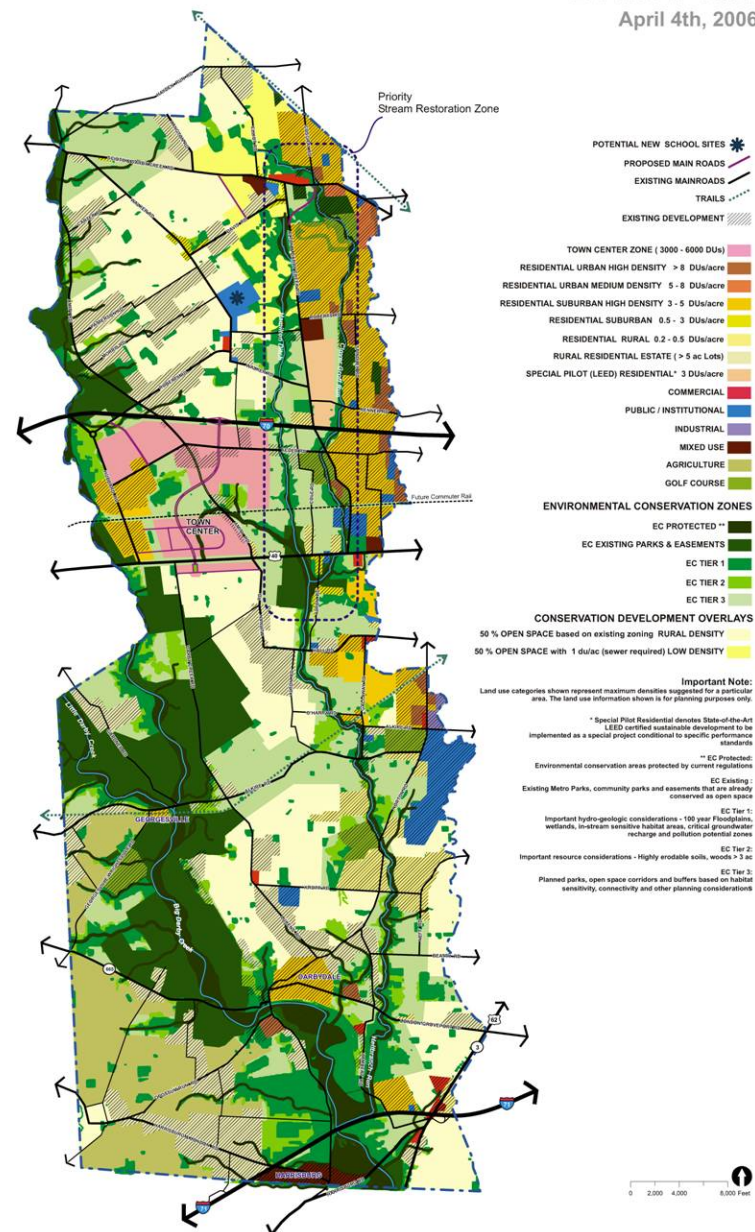 April 4th, 2006
Priority
Stream Restoration Zone
POTENTIAL NEW SCHOOL SITES
PROPOSED MAIN ROADS
EXISTING MAINROADS
TRAILS
EXISTING DEVELOPMENT
TOWN CENTER ZONE ( 3000 - 6000 DUs)
RESIDENTIAL URBAN HIGH DENSITY > 8 DUs/acre
RESIDENTIAL URBAN MEDIUM DENSITY 5 - 8 DUs/acre
RESIDENTIAL SUBURBAN HIGH DENSITY 3 - 5 DUs/acre
RESIDENTIAL SUBURBAN 0.5 - 3 DUs/acre
RESIDENTIAL RURAL 0.2 - 0.5 DUs/acre
RURAL RESIDENTIAL ESTATE ( > 5 ac Lots)
SPECIAL PILOT (LEED) RESIDENTIAL* 3 DUs/acre
COMMERCIAL
PUBLIC / INSTITUTIONAL
INDUSTRIAL
MIXED USE
AGRICULTURE
GOLF COURSE
ENVIRONMENTAL CONSERVATION ZONES
EC PROTECTED **
EC EXISTING PARKS & EASEMENTS
EC TIER 1
EC TIER 2
EC TIER 3
CONSERVATION DEVELOPMENT OVERLAYS
50 % OPEN SPACE based on existing zoning RURAL DENSITY
50 % OPEN SPACE with 1 du/ac (sewer required) LOW DENSITY
Important Note:
Land use categories shown represent maximum densities suggested for a particular
area. The land use information shown is for planning purposes only.
* Special Pilot Residential denotes State-of-the-Art
LEED certified sustainable development to be
implemented as a special project conditional to specific performance
standards
** EC Protected:
Environmental conservation areas protected by current regulations
EC Existing :
Existing Metro Parks, community parks and easements that are already
conserved as open space
EC Tier 1:
Important hydro-geologic considerations - 100 year Floodplains,
wetlands, in-stream sensitive habitat areas, critical groundwater
recharge and pollution potential zones
EC Tier 2:
Important resource considerations - Highly erodable soils, woods > 3 ac
EC Tier 3:
Planned parks, open space corridors and buffers based on habitat
sensitivity, connectivity and other planning considerations
70
Future Commuter Rail
TOWN
CENTER
40
Little Darby Creek
GEORGESVILLE
Big Darby Creek
665
DARBYDALE
62
3
71
HARRISBURG
71
0 2,000 4,000 8,000 Feet